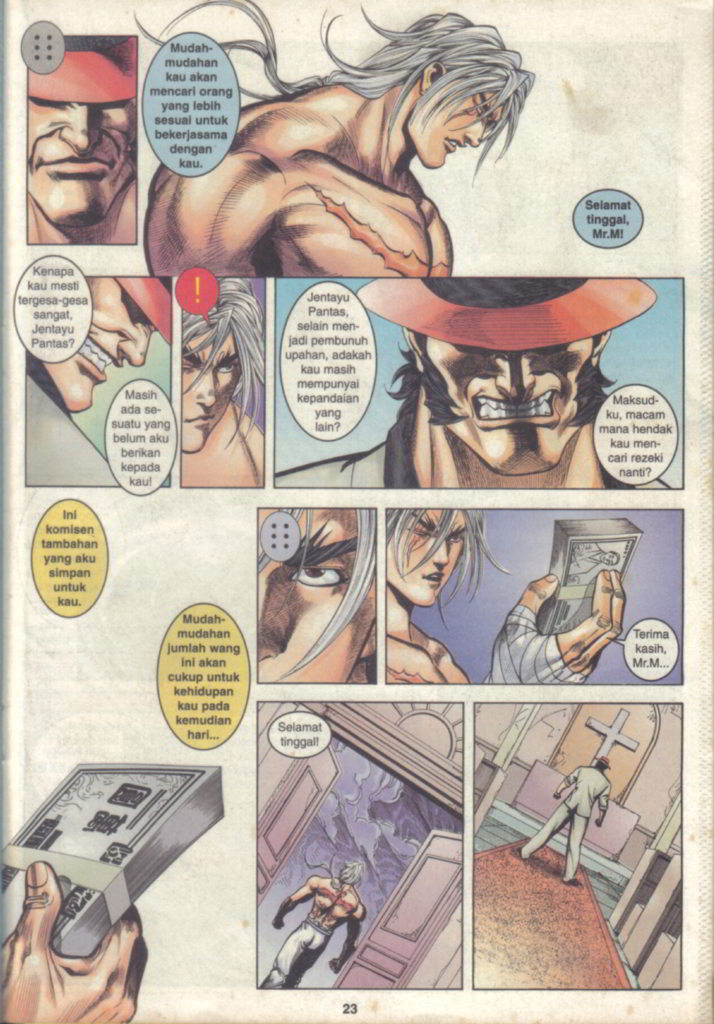 Mudah-
mudahan
kau akan
mencari orang
yang lebih
sesuai untuk
bekerjasama
dengan
kau.
Selamat
tinggal,
Mr.M!
Kenapa
kau mesti
tergesa-gesa
sangat,
Jentayu
Pantas?
Masih
ada se-
suatu yang
belum aku
berikan
kepada
kau!
!
Jentayu
Pantas,
selain men-
jadi pembunuh
upahan, adakah
kau masih
mempunyai
kepandaian
yang
lain?
Maksud-
ku, macam
mana hendak
kau men-
cari rezeki
nanti?
Ini
komisen
tambahan
yang aku
simpan
untuk
kau.
Mudah-
mudahan
jumlah wang
ini akan
cukup untuk
kehidupan
kau pada
kemudian
hari...
Terima
kasih,
Mr.M...
Selamat
tinggal!
23